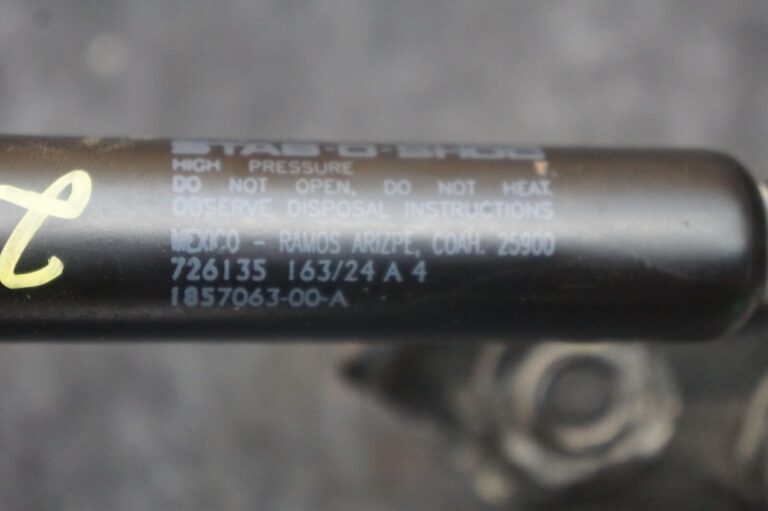 STAB-O-SHOC
HIGH PRESSURE
DO NOT OPEN, DO NOT HEAT
OBSERVE DISPOSAL INSTRUCTIONS
MEXICO - RAMOS ARIZPE, COAH. 25900
726135 163/24 A 4
1857063-00-A